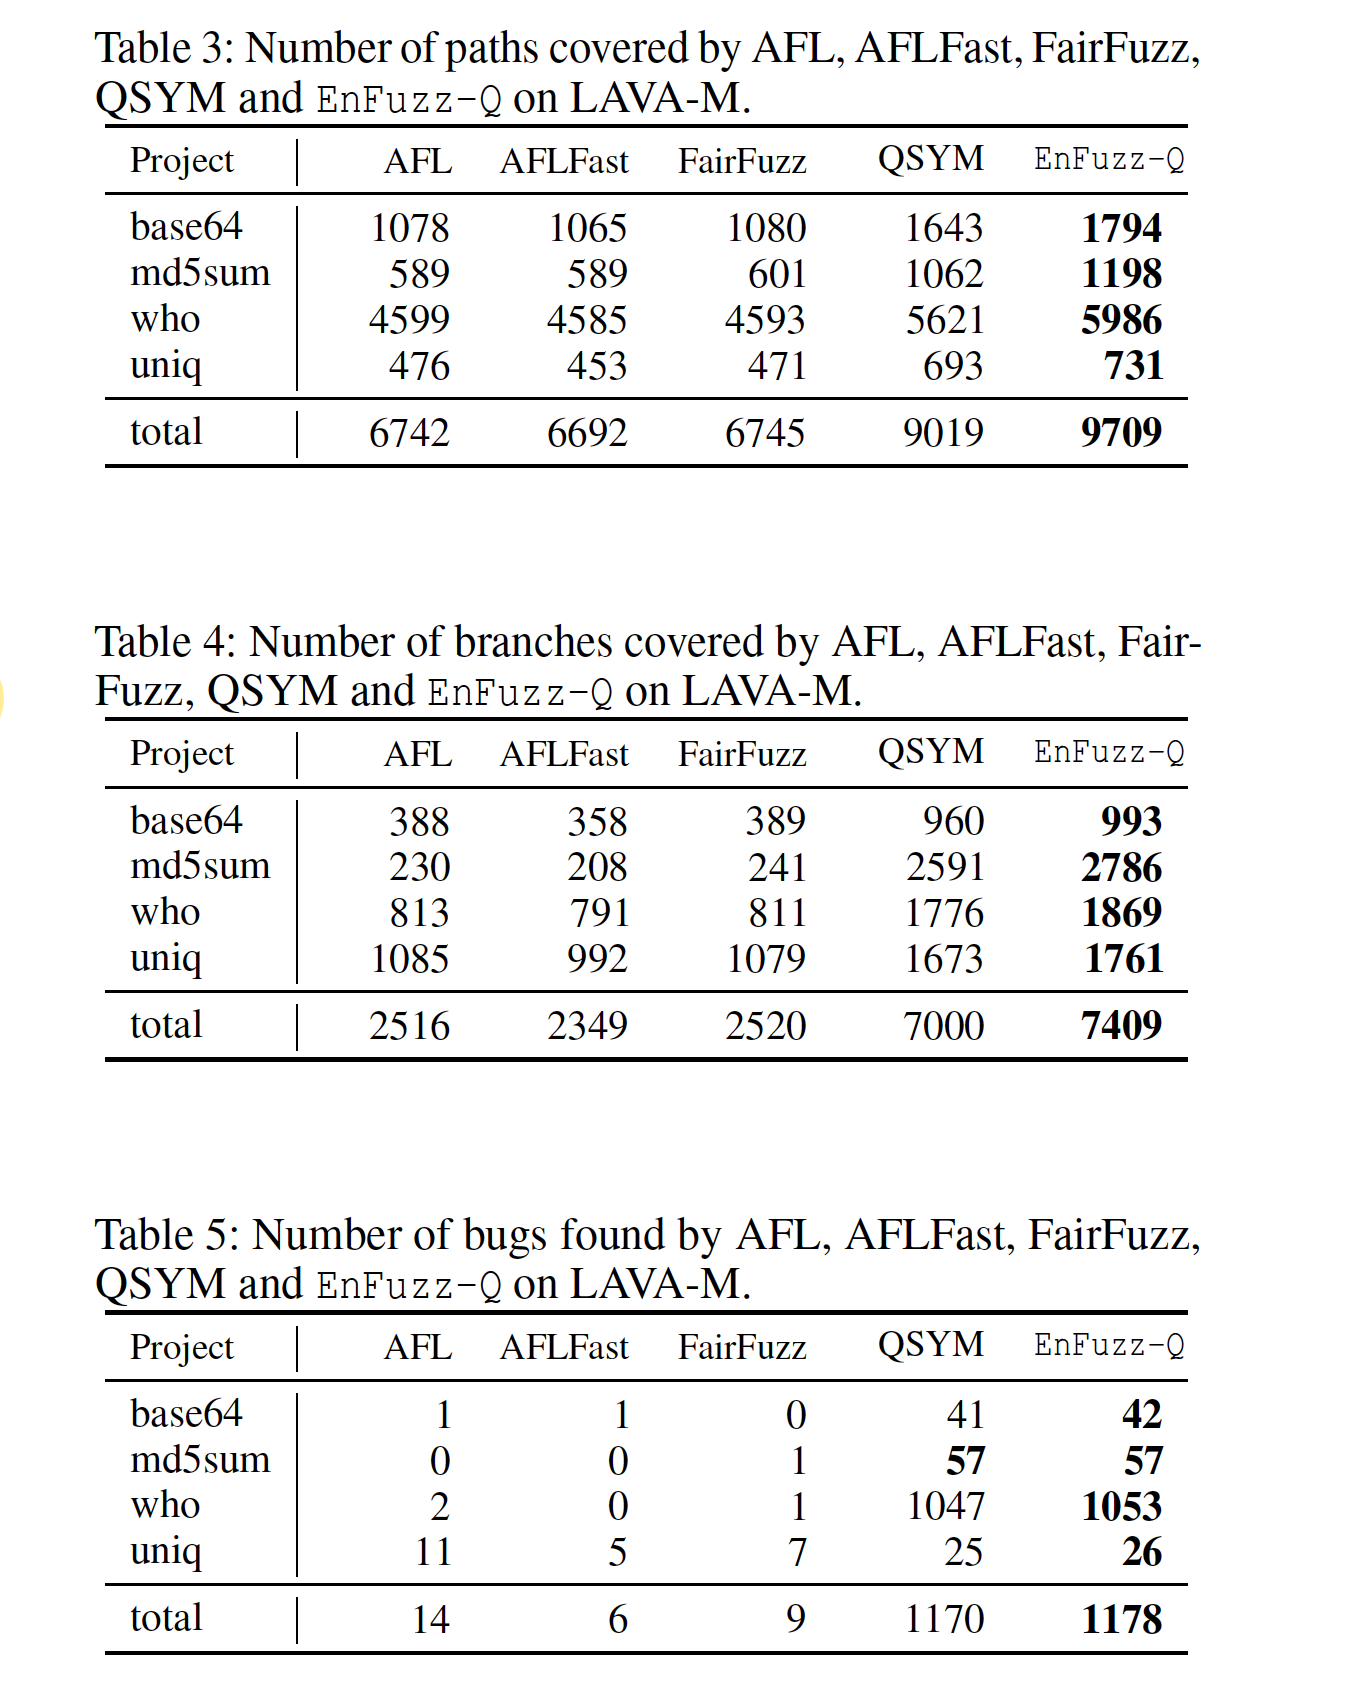 Table 3: Number of paths covered by AFL, AFLFast, FairFuzz,
QSYM and EnFuzz-Q on LAVA-M.
Project AFL AFLFast FairFuzz QSYM EnFuzz-Q
base64 1078 1065 1080 1643 1794
md5sum 589 589 601 1062 1198
who 4599 4585 4593 5621 5986
uniq 476 453 471 693 731
total 6742 6692 6745 9019 9709
Table 4: Number of branches covered by AFL, AFLFast, Fair-
Fuzz, QSYM and EnFuzz-Q on LAVA-M.
Project AFL AFLFast FairFuzz QSYM EnFuzz-Q
base64 388 358 389 960 993
md5sum 230 208 241 2591 2786
who 813 791 811 1776 1869
uniq 1085 992 1079 1673 1761
total 2516 2349 2520 7000 7409
Table 5: Number of bugs found by AFL, AFLFast, FairFuzz,
QSYM and EnFuzz-Q on LAVA-M.
Project AFL AFLFast FairFuzz QSYM EnFuzz-Q
base64 1 1 0 41 42
md5sum 0 0 1 57 57
who 2 0 1 1047 1053
uniq 11 5 7 25 26
total 14 6 9 1170 1178